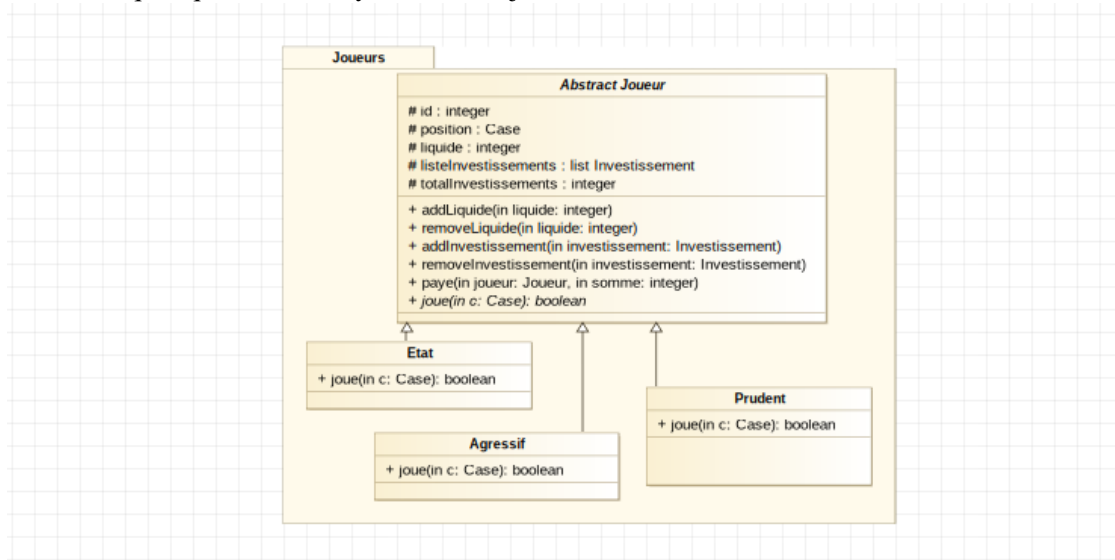 Joueurs
Abstract Joueur
# id : integer
# position : Case
# liquide : integer
# listeInvestissements : list Investissement
# totalInvestissements : integer
+ addLiquide(in liquide: integer)
+ removeLiquide(in liquide: integer)
+ addInvestissement(in investissement: Investissement)
+ removeInvestissement(in investissement: Investissement)
+ paye(in joueur: Joueur, in somme: integer)
+ joue(in c: Case): boolean
Etat
+ joue(in c: Case): boolean
Prudent
+ joue(in c: Case): boolean
Agressif
+ joue(in c: Case): boolean